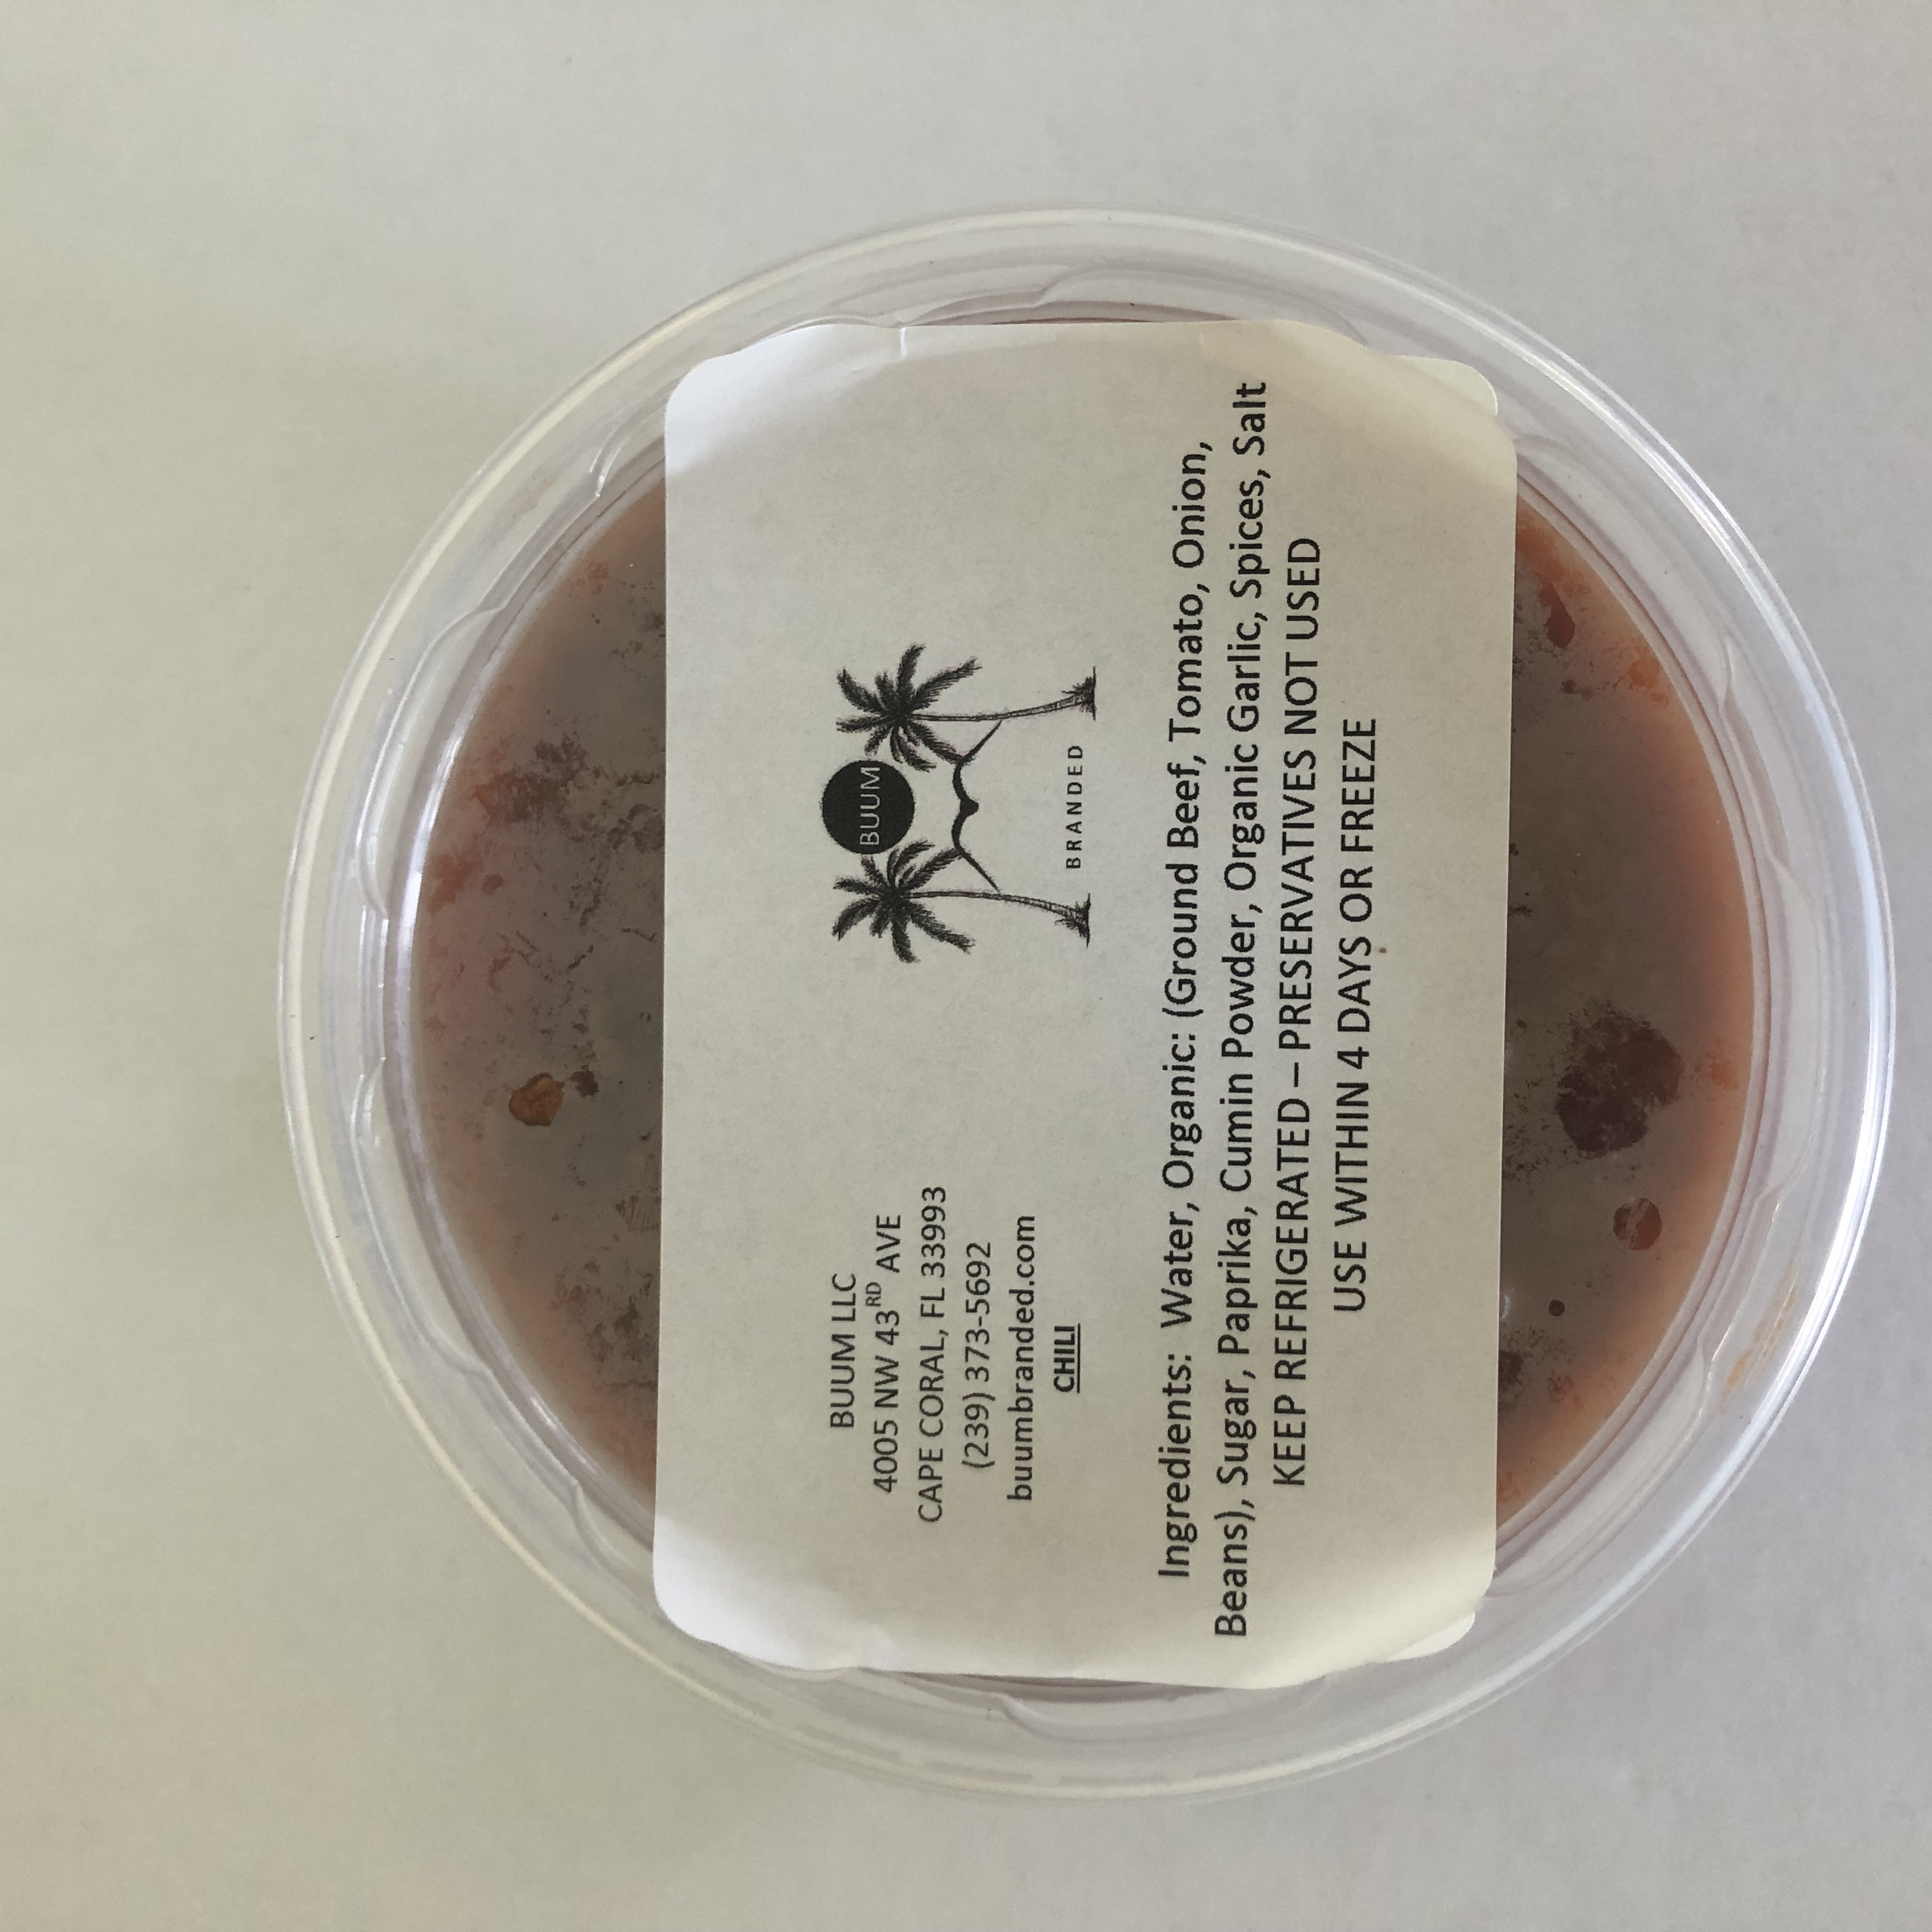 BUUM LLC
4005 NW 43RD AVE
CAPE CORAL, FL 33993
(239) 373-5692
buumbranded.com
CHILI
BUUM
BRANDED
Ingredients: Water, Organic: (Ground Beef, Tomato, Onion,
Beans), Sugar, Paprika, Cumin Powder, Organic Garlic, Spices, Salt
KEEP REFRIGERATED – PRESERVATIVES NOT USED
USE WITHIN 4 DAYS OR FREEZE